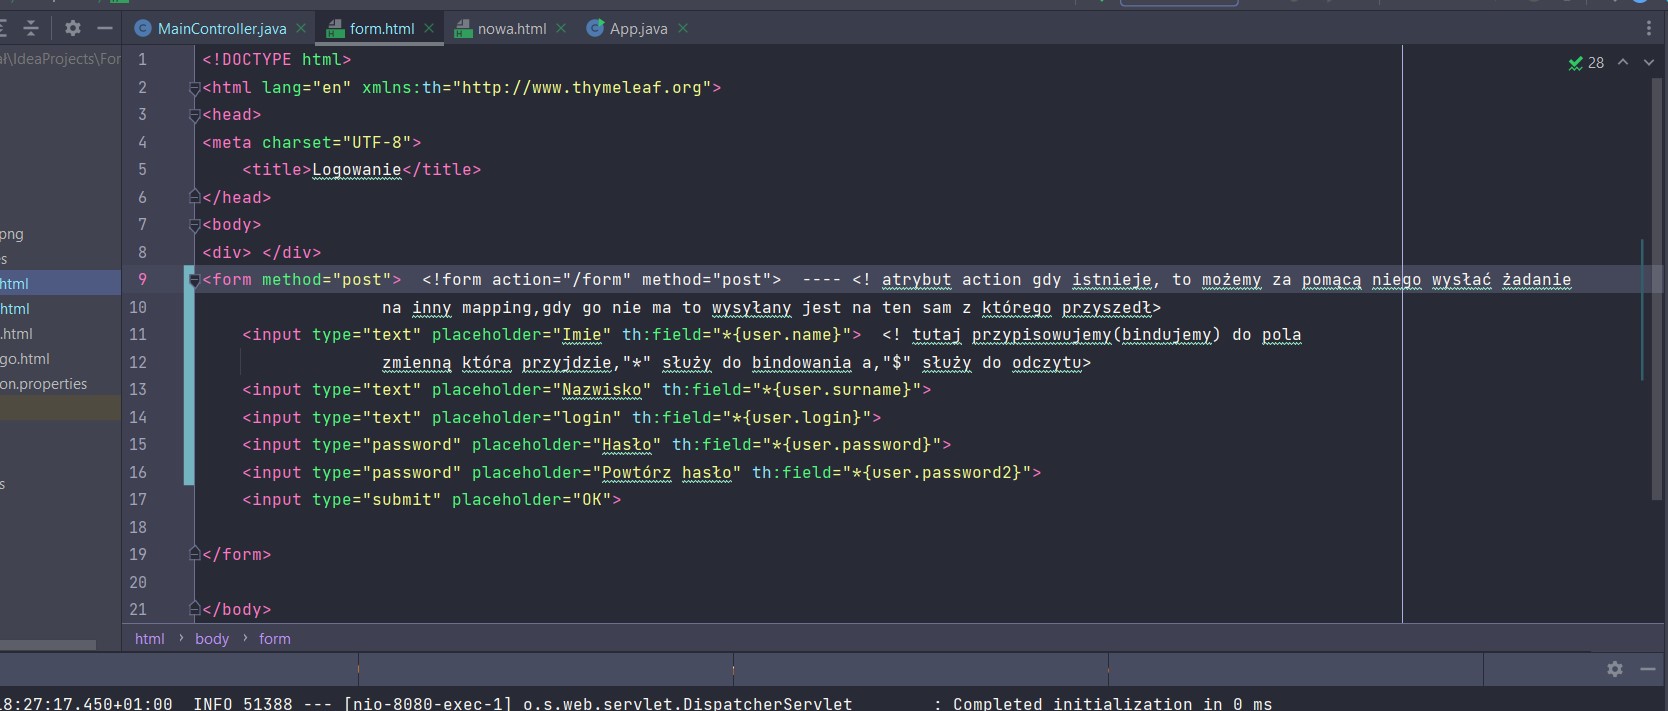 MainController.java form.html nowa.html App.java
ał\IdeaProjects\For
28
1 <!DOCTYPE html>
2 <html lang="en" xmlns:th="http://www.thymeleaf.org">
3 <head>
4 <meta charset="UTF-8">
5 <title>Logowanie</title>
6 </head>
7 <body>
png
8 <div> </div>
s
9 <form method="post">  <!form action="/form" method="post">  ---- <! atrybut action gdy istnieje, to możemy za pomącą niego wysłać żadanie
html
10 na inny mapping,gdy go nie ma to wysyłany jest na ten sam z którego przyszedł>
html
11 <input type="text" placeholder="Imie" th:field="*{user.name}">  <! tutaj przypisowujemy(bindujemy) do pola
.html
12 zmienną która przyjdzie,"*" służy do bindowania a,"$" służy do odczytu>
go.html
13 <input type="text" placeholder="Nazwisko" th:field="*{user.surname}">
on.properties
14 <input type="text" placeholder="login" th:field="*{user.login}">
15 <input type="password" placeholder="Hasło" th:field="*{user.password}">
16 <input type="password" placeholder="Powtórz hasło" th:field="*{user.password2}">
s
17 <input type="submit" placeholder="OK">
18
19 </form>
20
21 </body>
html › body › form
8:27:17.450+01:00  INFO 51388 --- [nio-8080-exec-1] o.s.web.servlet.DispatcherServlet        : Completed initialization in 0 ms